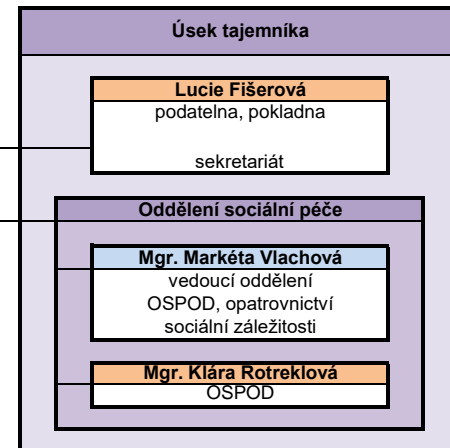 Úsek tajemníka
Lucie Fišerová
podatelna, pokladna
sekretariát
Oddělení sociální péče
Mgr. Markéta Vlachová
vedoucí oddělení
OSPOD, opatrovnictví
sociální záležitosti
Mgr. Klára Rotreklová
OSPOD